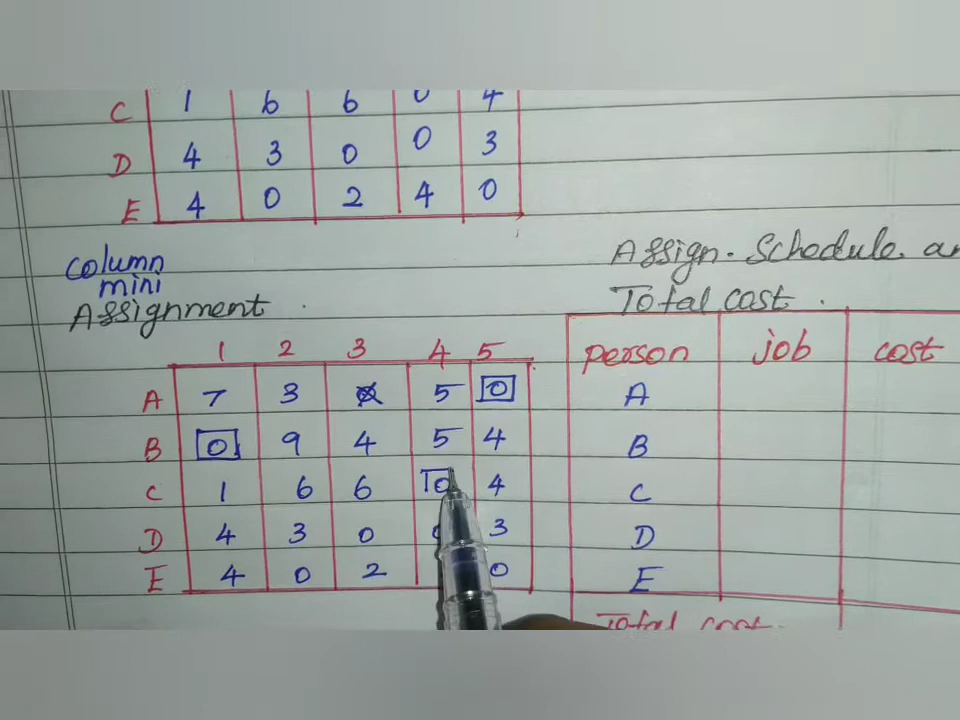 C 1 6 6 0 4
D 4 3 0 0 3
E 4 0 2 4 0
column
mini
Assignment
Assign. Schedule
Total cost.
1 2 3 4 5
A 7 3 5 0
B 0 9 4 5 4
C 1 6 6 0 4
D 4 3 0 3
E 4 0 2 0
person job cost
A
B
C
D
E
Total cost